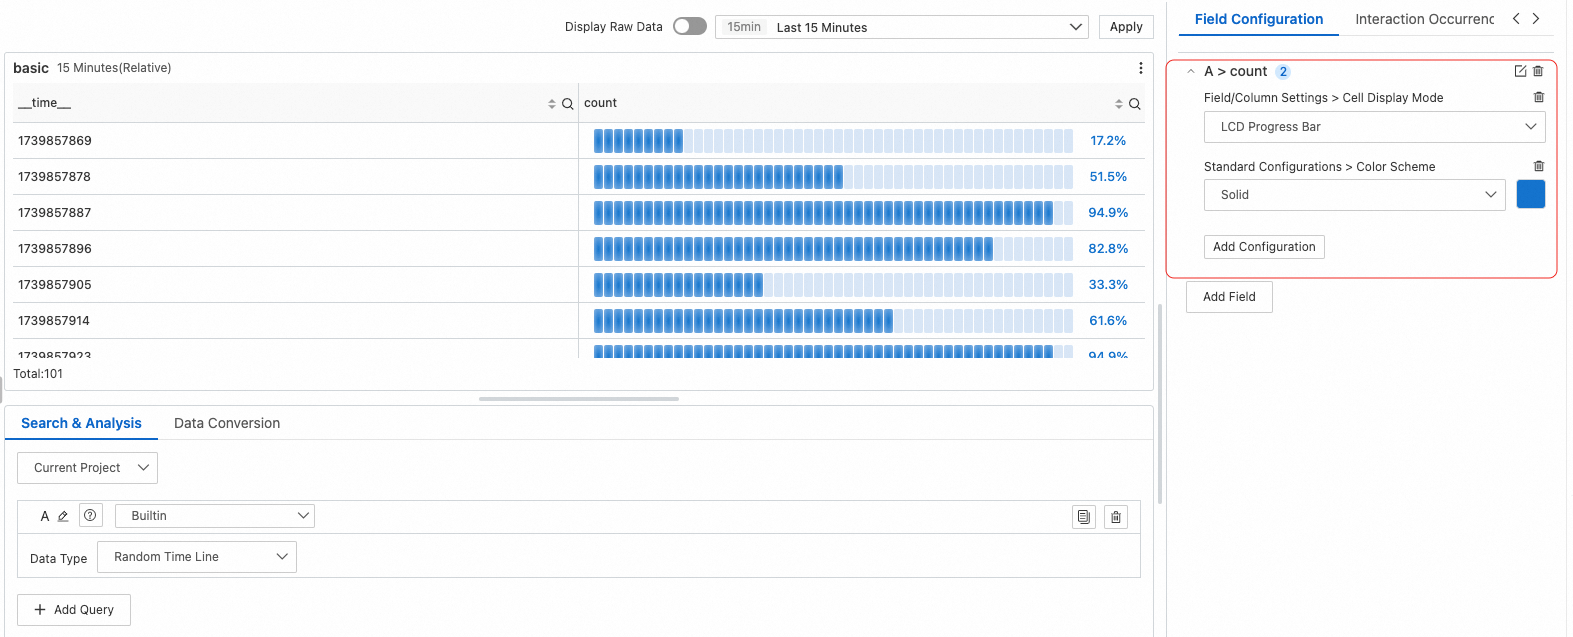 Display Raw Data 15min Last 15 Minutes Apply
Field Configuration Interaction Occurrenc
basic 15 Minutes(Relative)
__time__ count
1739857869 17.2%
1739857878 51.5%
1739857887 94.9%
1739857896 82.8%
1739857905 33.3%
1739857914 61.6%
1739857923 94.9%
Total:101
Search & Analysis Data Conversion
Current Project
A Builtin
Data Type Random Time Line
+ Add Query
A > count 2
Field/Column Settings > Cell Display Mode
LCD Progress Bar
Standard Configurations > Color Scheme
Solid
Add Configuration
Add Field